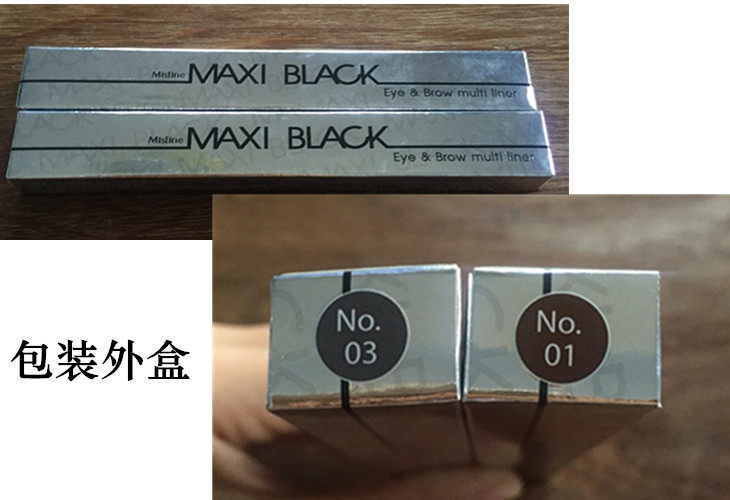 Mistine MAXI BLACK
Eye & Brow multi liner
Mistine MAXI BLACK
Eye & Brow multi liner
包装外盒
No.
03
No.
01